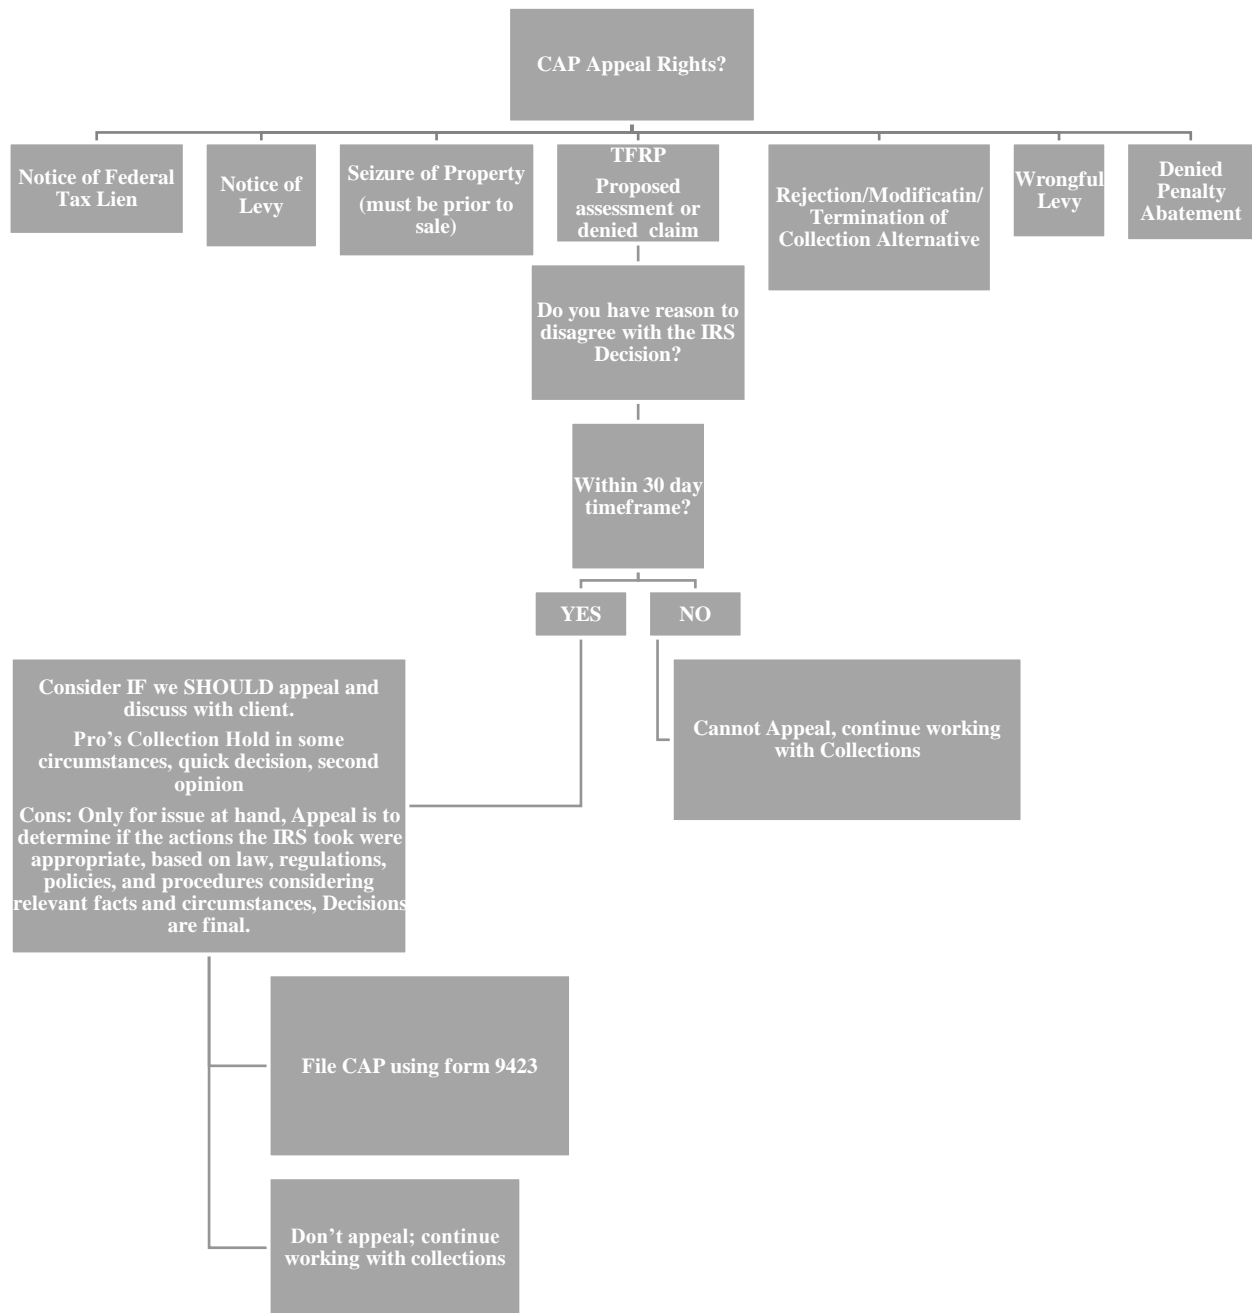 CAP Appeal Rights?
Notice of Federal
Tax Lien
Notice of
Levy
Seizure of Property
(must be prior to
sale)
TFRP
Proposed
assessment or
denied claim
Rejection/Modificatin/
Termination of
Collection Alternative
Wrongful
Levy
Denied
Penalty
Abatement
Do you have reason to
disagree with the IRS
Decision?
Within 30 day
timeframe?
YES
NO
Consider IF we SHOULD appeal and
discuss with client.
Pro's Collection Hold in some
circumstances, quick decision, second
opinion
Cons: Only for issue at hand, Appeal is to
determine if the actions the IRS took were
appropriate, based on law, regulations,
policies, and procedures considering
relevant facts and circumstances, Decisions
are final.
Cannot Appeal, continue working
with Collections
File CAP using form 9423
Don't appeal; continue
working with collections